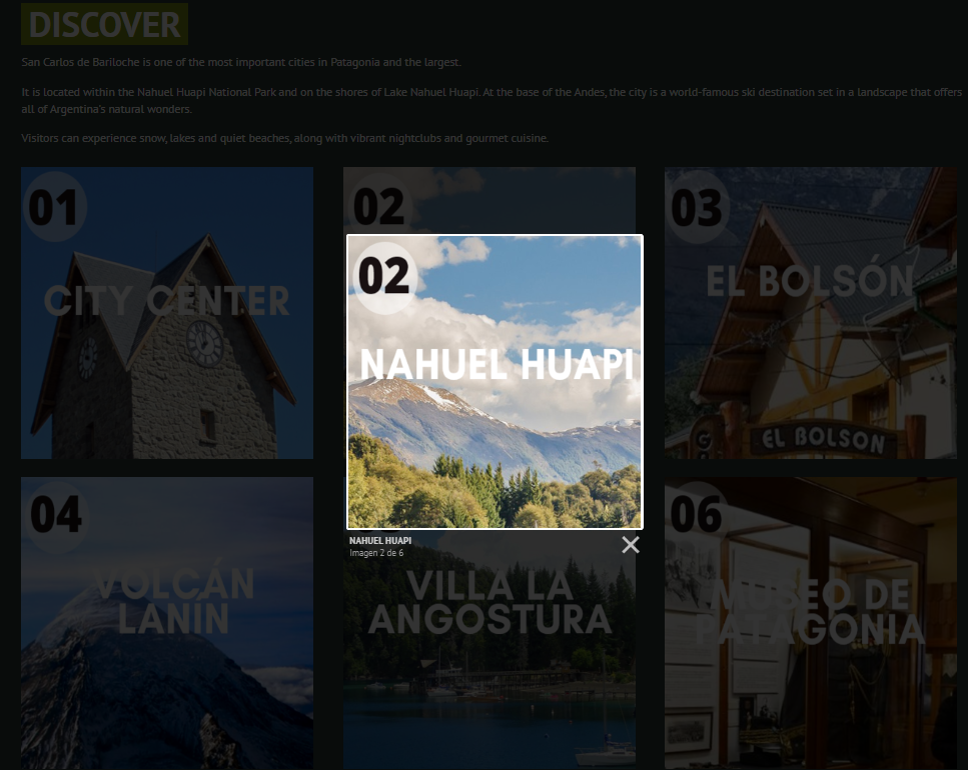 DISCOVER
San Carlos de Bariloche is one of the most important cities in Patagonia and the largest.
It is located within the Nahuel Huapi National Park and on the shores of Lake Nahuel Huapi. At the base of the Andes, the city is a world-famous ski destination set in a landscape that offers
all of Argentina's natural wonders.
Visitors can experience snow, lakes and quiet beaches, along with vibrant nightclubs and gourmet cuisine.
01
CITY CENTER
02
02
NAHUEL HUAPI
NAHUEL HUAPI
Imagen 2 de 6
03
EL BOLSÓN
EL BOLSON
04
VOLCÁN
LANÍN
VILLA LA
ANGOSTURA
06
MUSEO DE
PATAGONIA